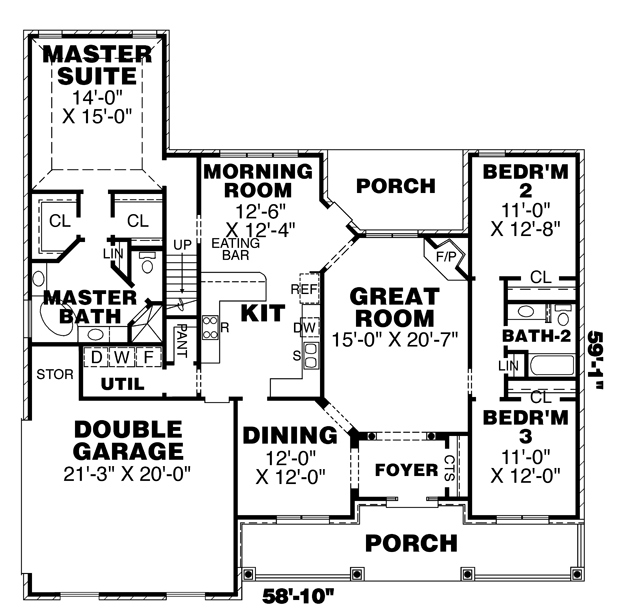 MASTER
SUITE
14'-0"
X 15'-0"
MORNING
ROOM
12'-6"
X 12'-4"
PORCH
BEDR'M
2
11'-0"
X 12'-8"
CL
CL
LIN
UP
EATING
BAR
F/P
CL
MASTER
BATH
KIT
REF
DW
S
R
PANT
GREAT
ROOM
15'-0" X 20'-7"
BATH-2
LIN
59'-1"
STOR
D W F
UTIL
CL
BEDR'M
3
11'-0"
X 12'-0"
DOUBLE
GARAGE
21'-3" X 20'-0"
DINING
12'-0"
X 12'-0"
FOYER
CTS
PORCH
58'-10"